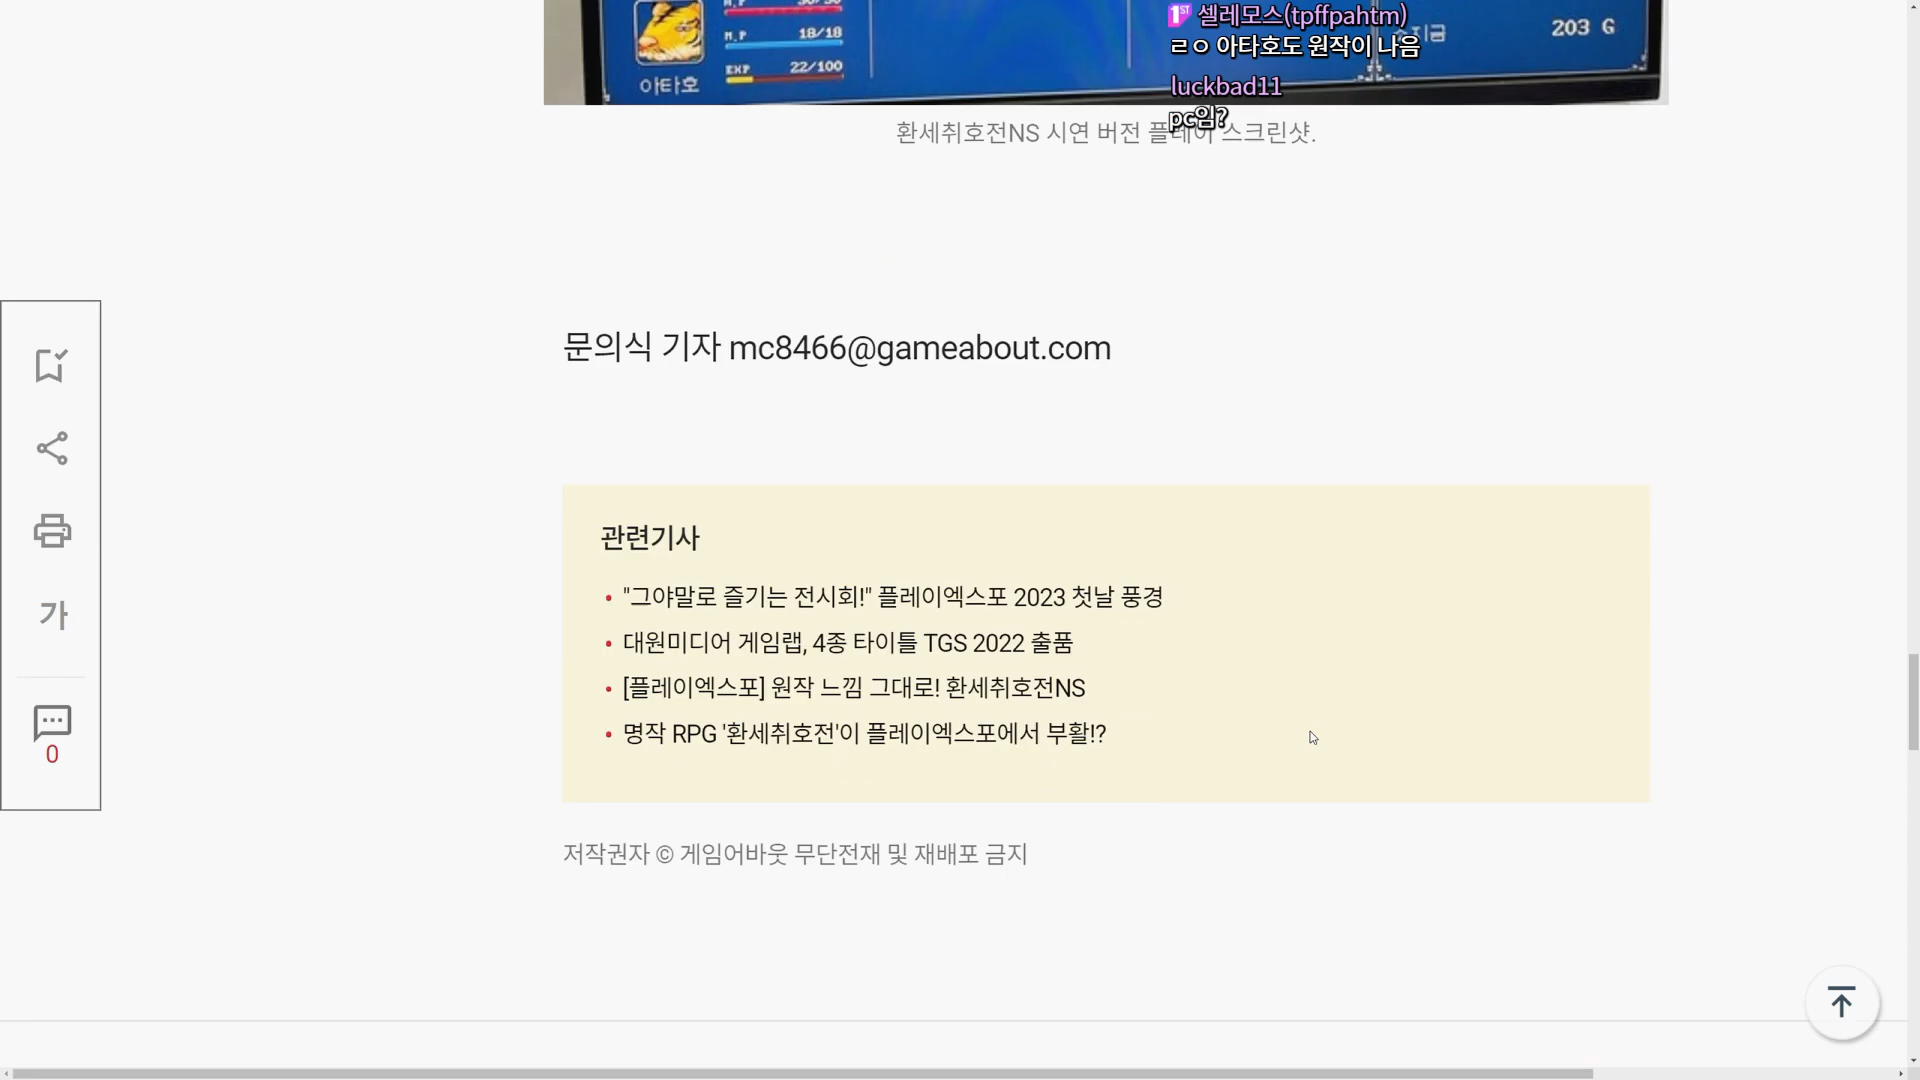 H.P 30/30
M.P 18/18
EXP 22/100
아타호
203 G
1ST 셀레모스(tpffpahtm)
ㄹㅇ 아타호도 원작이 나음
luckbad11
pc임?
환세취호전NS 시연 버전 플레이 스크린샷.
문의식 기자 mc8466@gameabout.com
관련기사
• "그야말로 즐기는 전시회!" 플레이엑스포 2023 첫날 풍경
• 대원미디어 게임랩, 4종 타이틀 TGS 2022 출품
• [플레이엑스포] 원작 느낌 그대로! 환세취호전NS
• 명작 RPG '환세취호전'이 플레이엑스포에서 부활!?
저작권자 © 게임어바웃 무단전재 및 재배포 금지
가
0